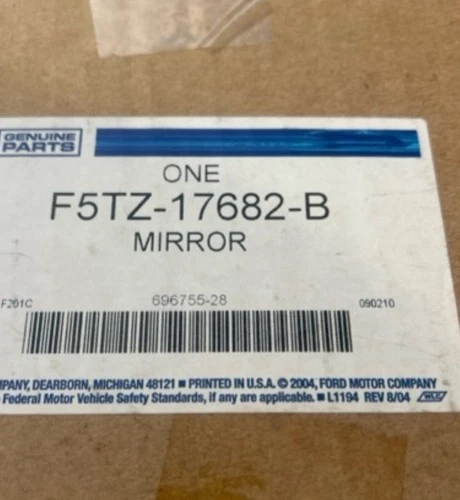 GENUINE
PARTS
ONE
F5TZ-17682-B
MIRROR
F201C 696755-28 090210
MPANY, DEARBORN, MICHIGAN 48121 ■ PRINTED IN U.S.A. © 2004, FORD MOTOR COMPANY
Federal Motor Vehicle Safety Standards, if any are applicable. ■ L1194 REV 8/04